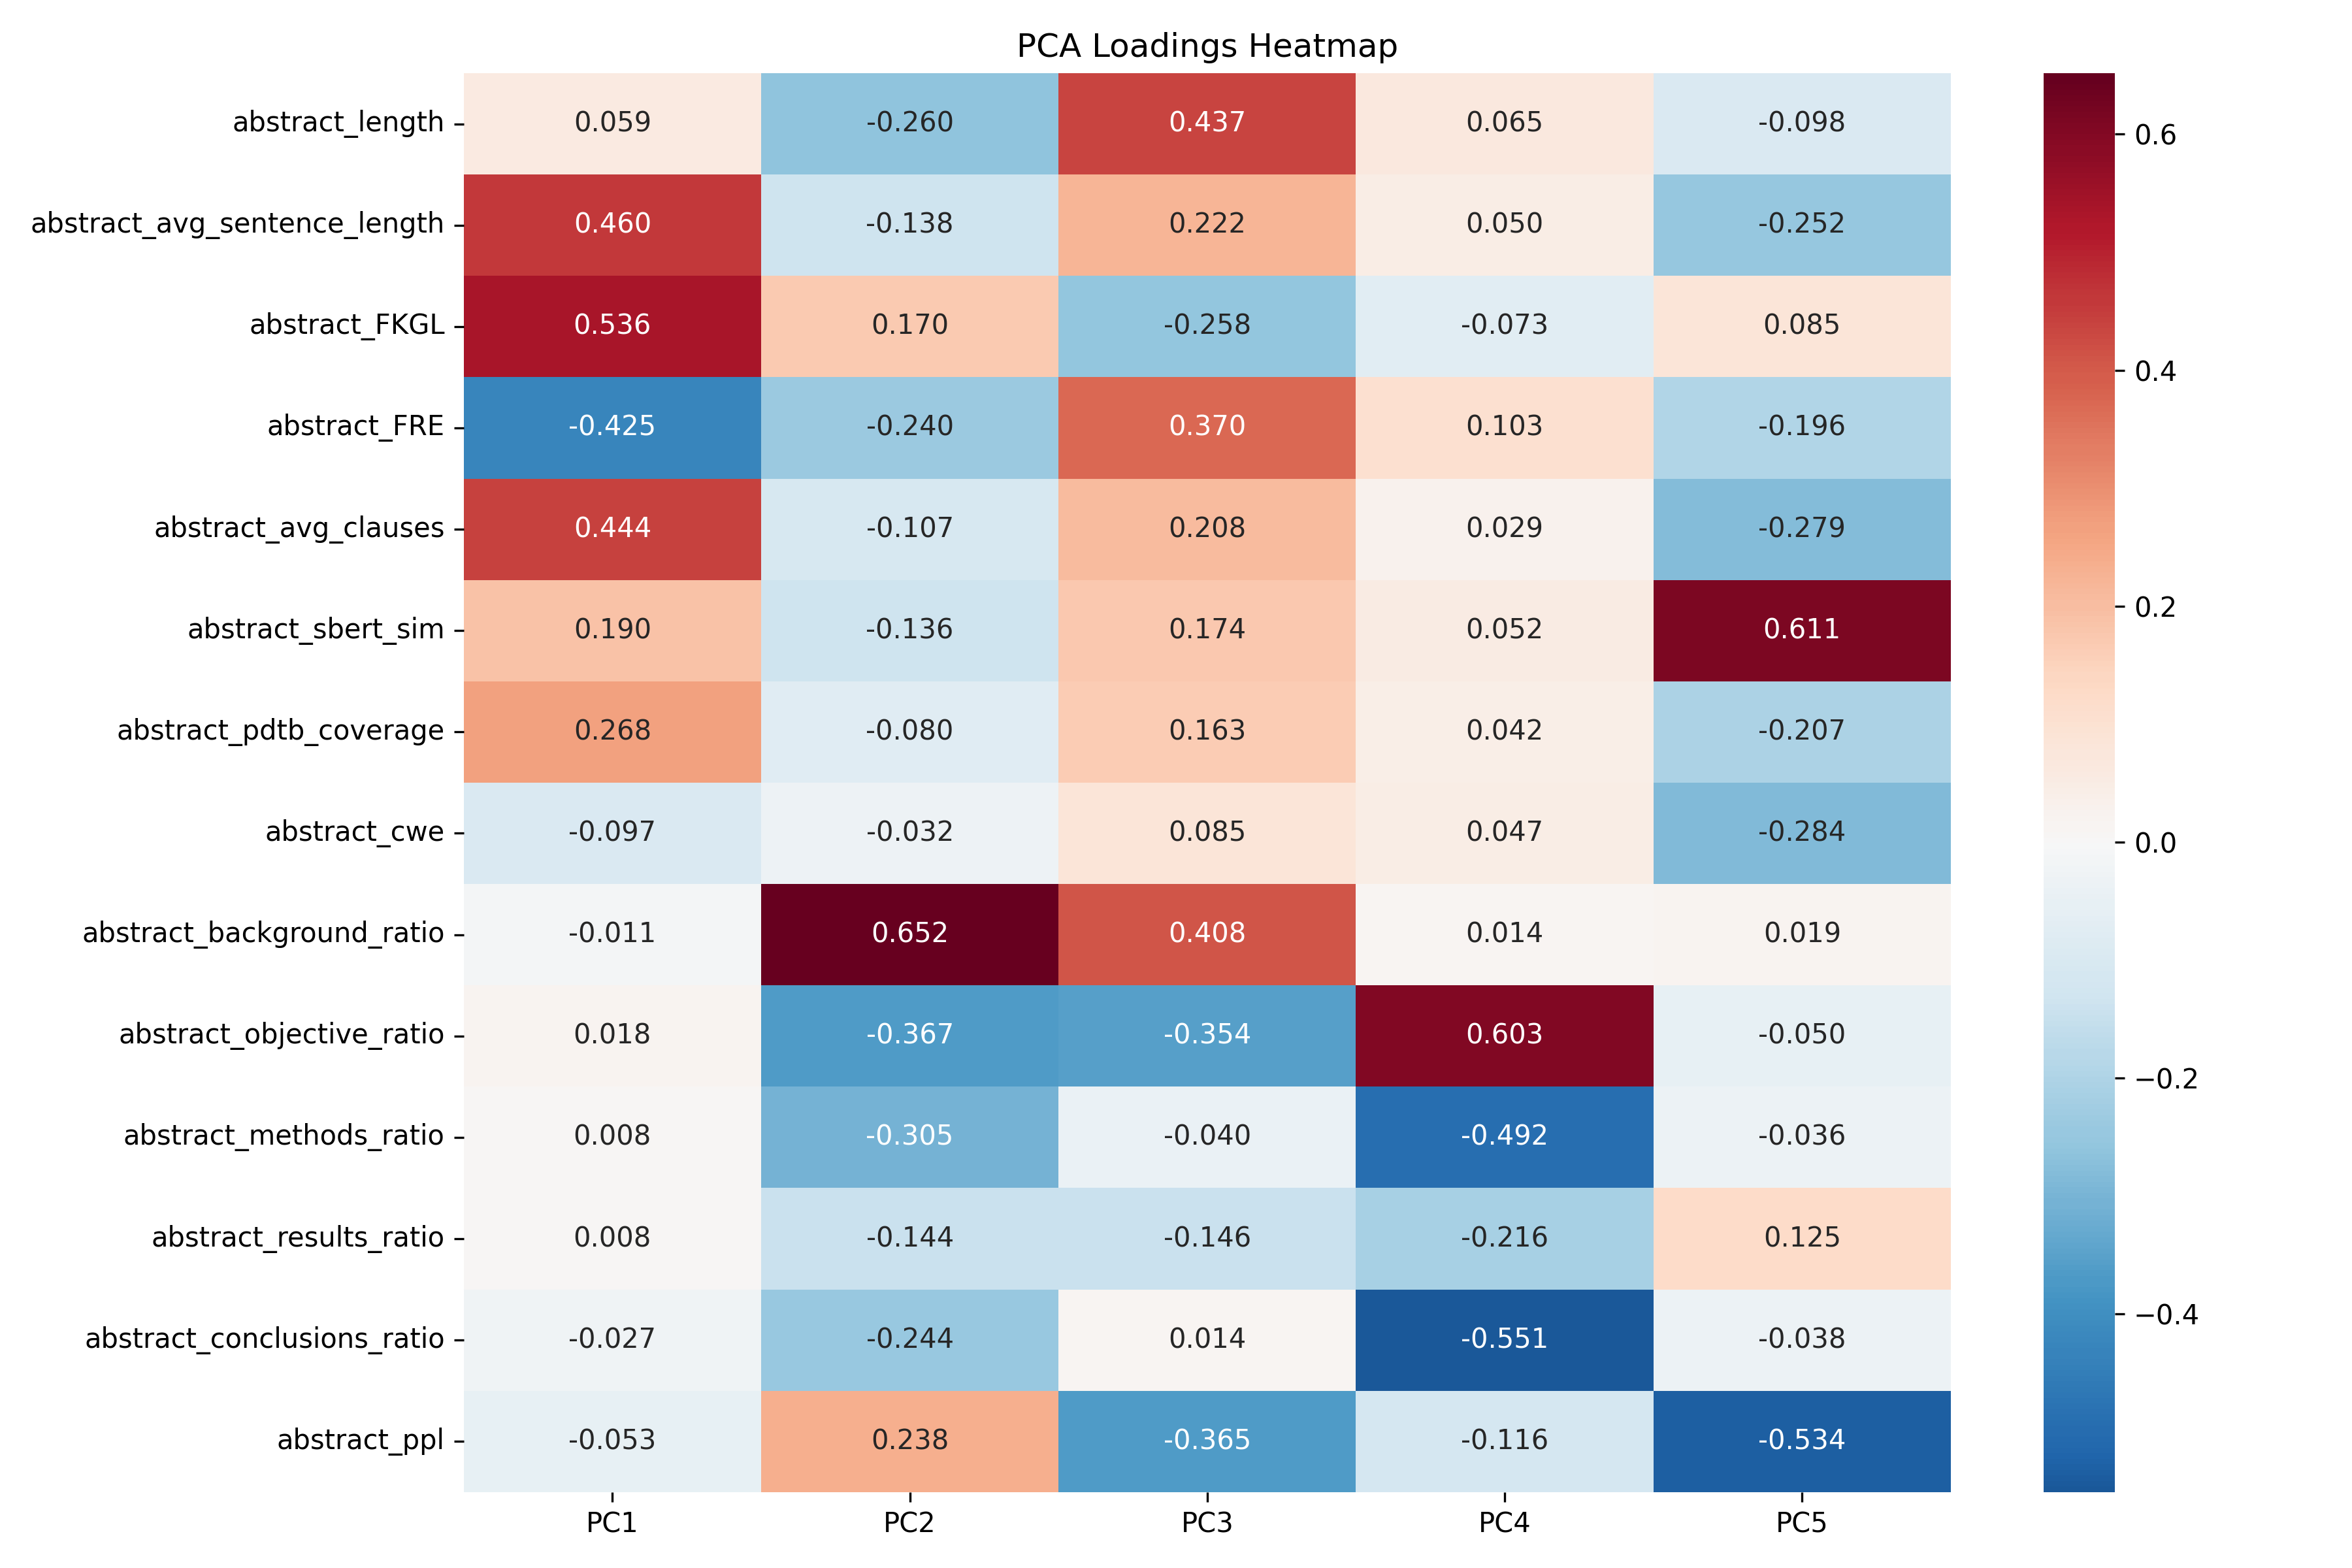 PCA Loadings Heatmap
abstract_length 0.059 -0.260 0.437 0.065 -0.098
abstract_avg_sentence_length 0.460 -0.138 0.222 0.050 -0.252
abstract_FKGL 0.536 0.170 -0.258 -0.073 0.085
abstract_FRE -0.425 -0.240 0.370 0.103 -0.196
abstract_avg_clauses 0.444 -0.107 0.208 0.029 -0.279
abstract_sbert_sim 0.190 -0.136 0.174 0.052 0.611
abstract_pdtb_coverage 0.268 -0.080 0.163 0.042 -0.207
abstract_cwe -0.097 -0.032 0.085 0.047 -0.284
abstract_background_ratio -0.011 0.652 0.408 0.014 0.019
abstract_objective_ratio 0.018 -0.367 -0.354 0.603 -0.050
abstract_methods_ratio 0.008 -0.305 -0.040 -0.492 -0.036
abstract_results_ratio 0.008 -0.144 -0.146 -0.216 0.125
abstract_conclusions_ratio -0.027 -0.244 0.014 -0.551 -0.038
abstract_ppl -0.053 0.238 -0.365 -0.116 -0.534
PC1 PC2 PC3 PC4 PC5
0.6
0.4
0.2
0.0
−0.2
−0.4